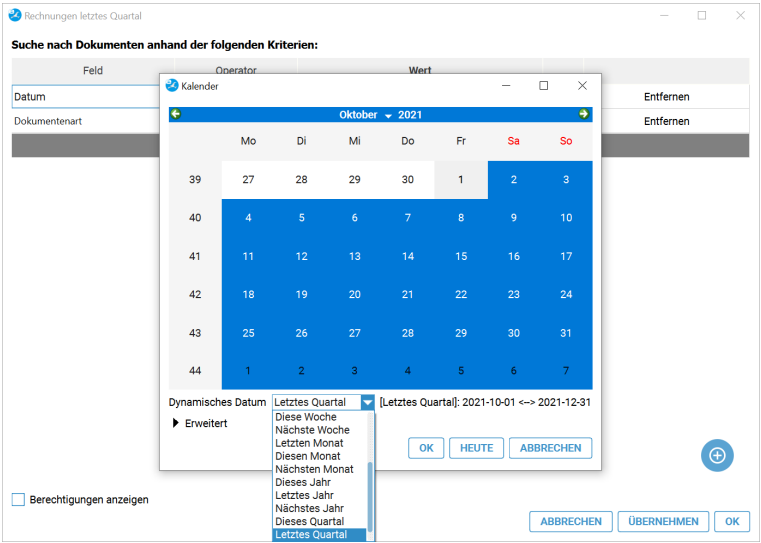 Rechnungen letztes Quartal
Suche nach Dokumenten anhand der folgenden Kriterien:
Feld Operator Wert
Datum Entfernen
Dokumentenart Entfernen
Kalender
Oktober 2021
Mo Di Mi Do Fr Sa So
39 27 28 29 30 1 2 3
40 4 5 6 7 8 9 10
41 11 12 13 14 15 16 17
42 18 19 20 21 22 23 24
43 25 26 27 28 29 30 31
44 1 2 3 4 5 6 7
Dynamisches Datum Letztes Quartal [Letztes Quartal]: 2021-10-01 <--> 2021-12-31
Erweitert
Diese Woche
Nächste Woche
Letzten Monat
Diesen Monat
Nächsten Monat
Dieses Jahr
Letztes Jahr
Nächstes Jahr
Dieses Quartal
Letztes Quartal
OK HEUTE ABBRECHEN
Berechtigungen anzeigen
ABBRECHEN ÜBERNEHMEN OK